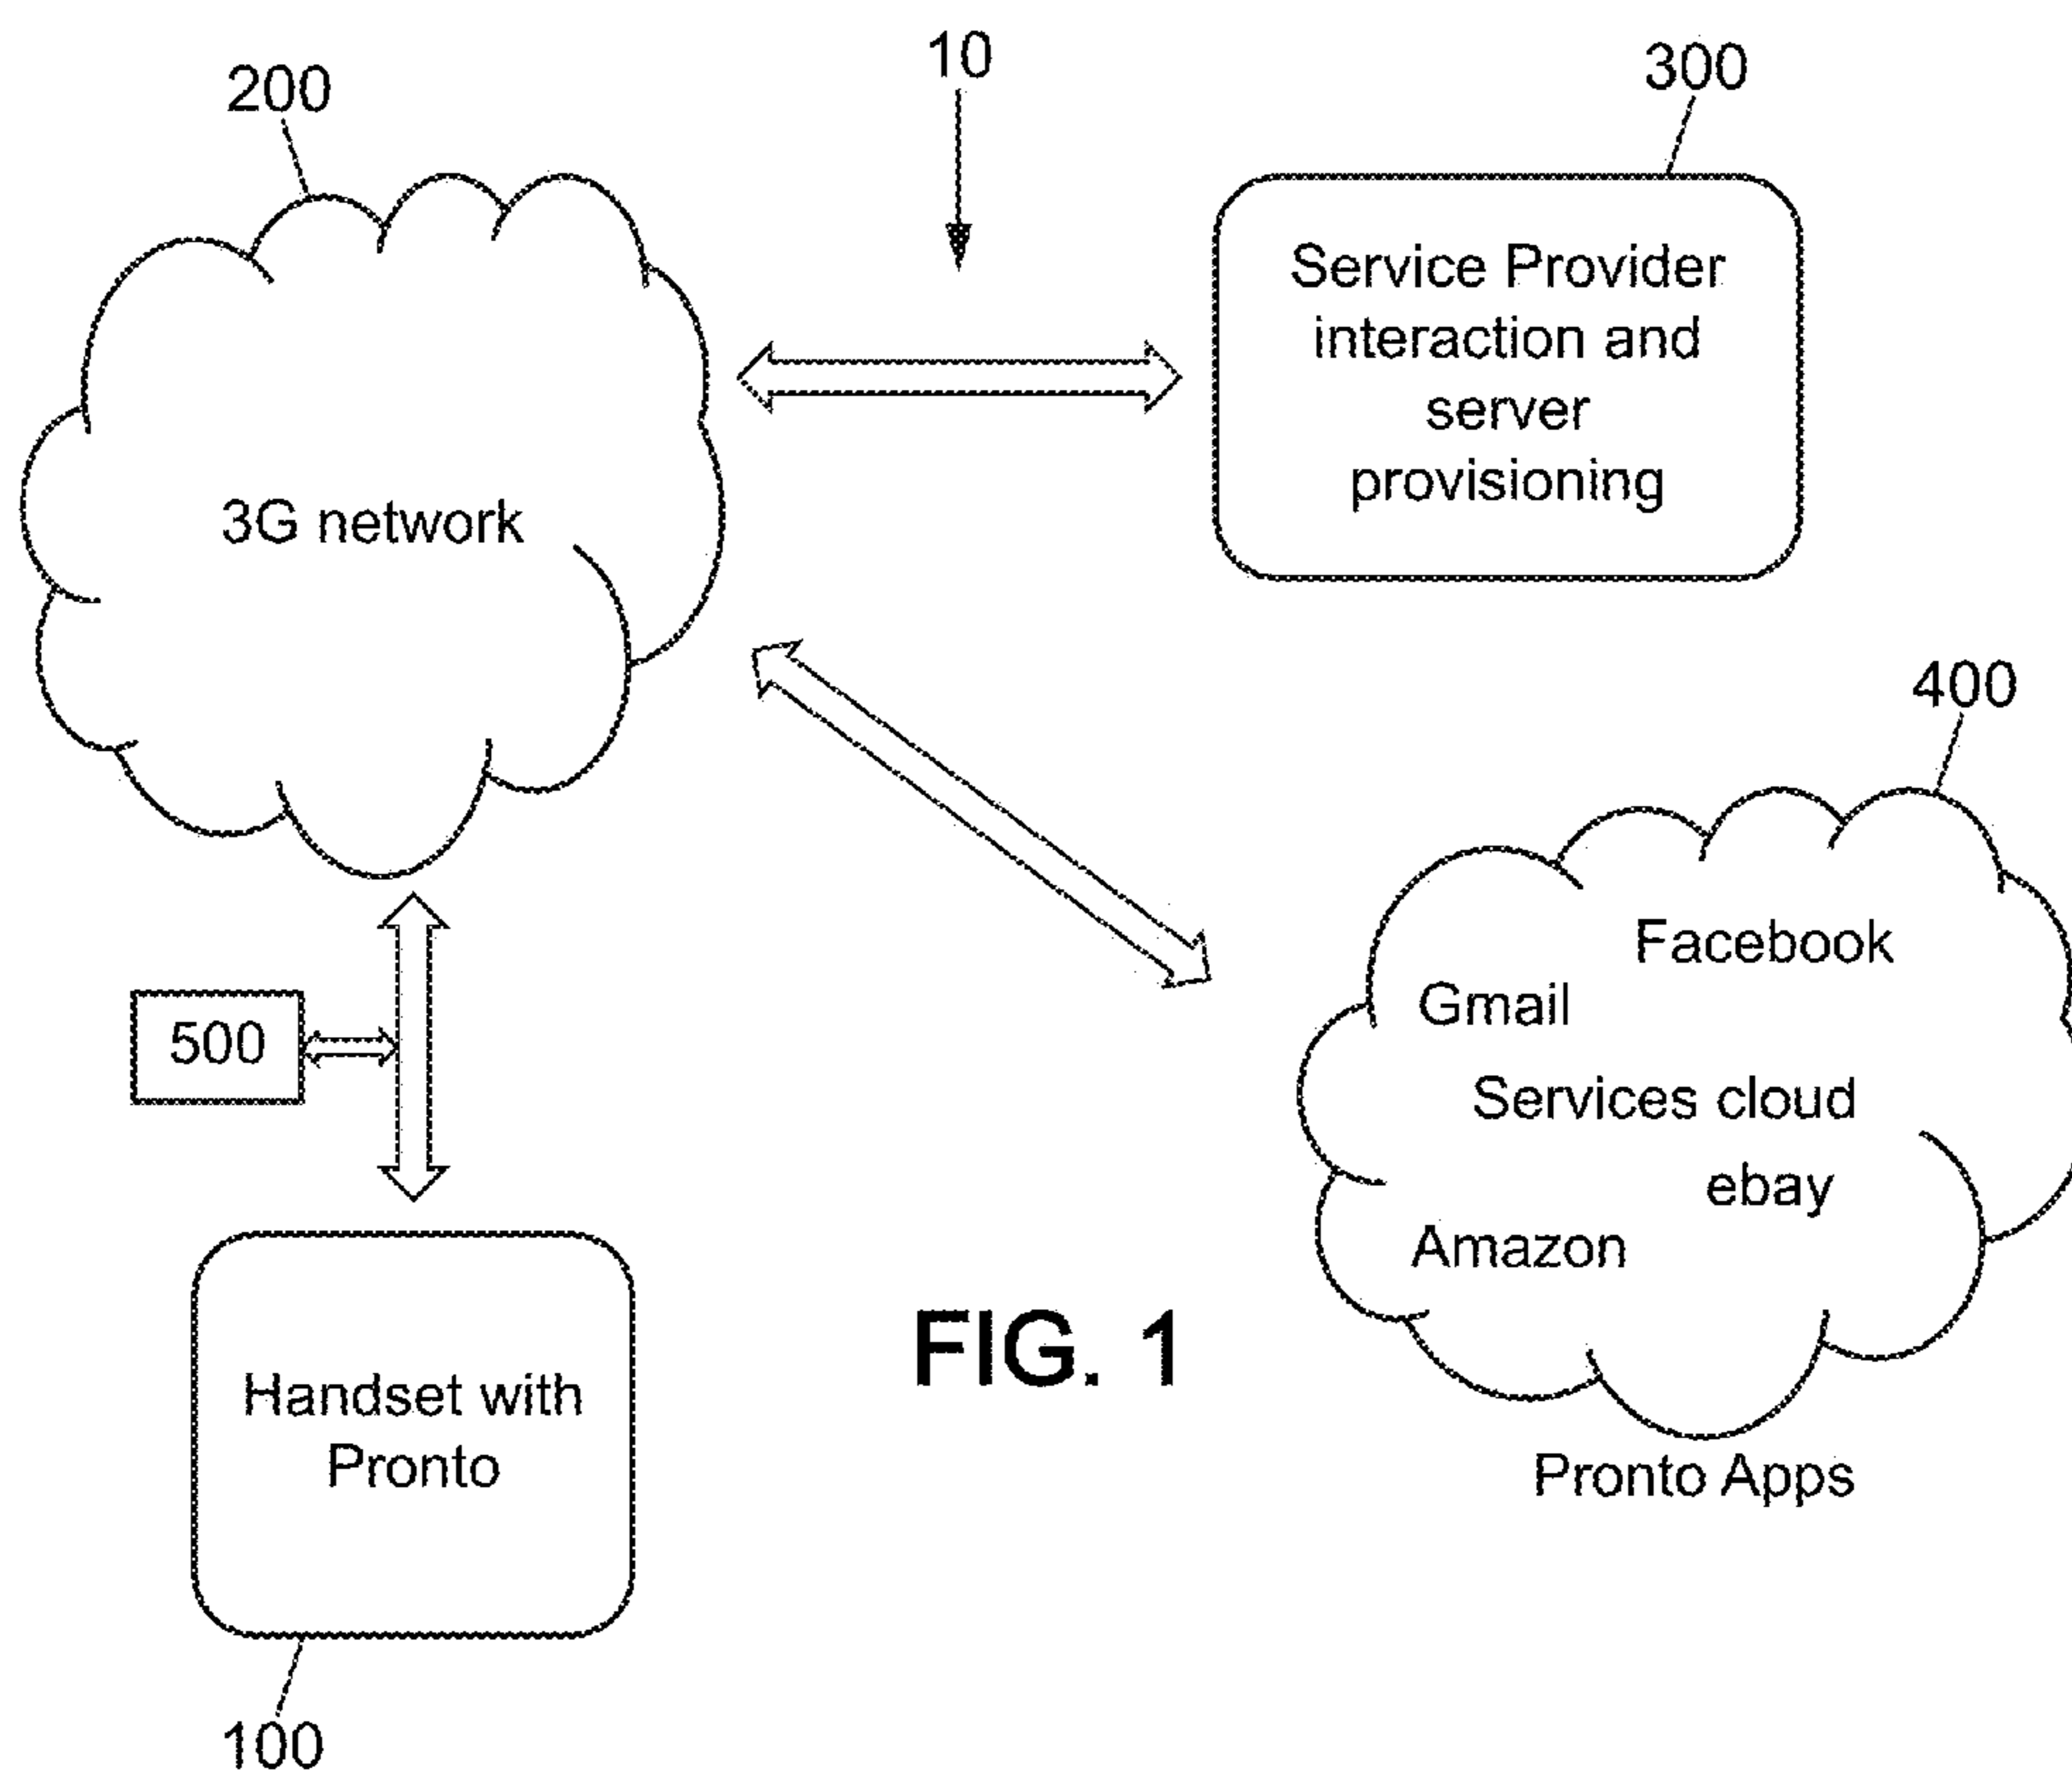 10
200
300
Service Provider
interaction and
server
provisioning
3G network
400
Facebook
Gmail
500
Services cloud
ebay
Amazon
FIG. 1
Handset with
Pronto
Pronto Apps
100